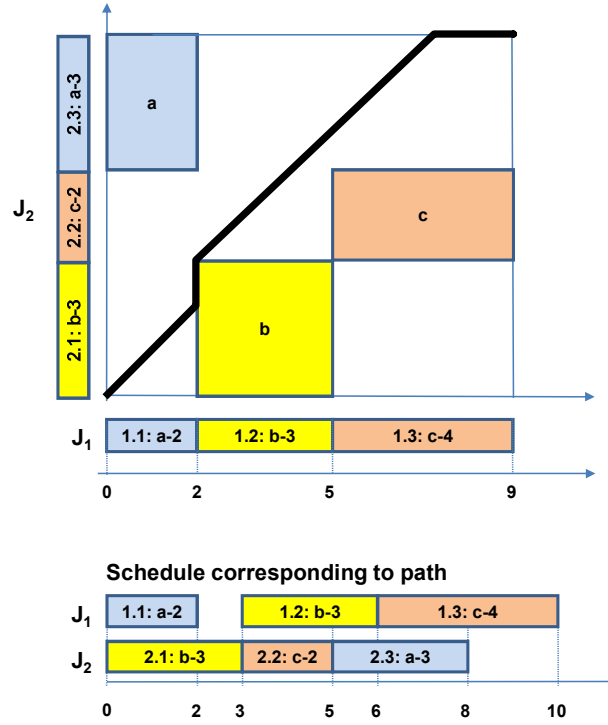 2.3: a-3
a
J2
2.2: c-2
c
2.1: b-3
b
J1
1.1: a-2
1.2: b-3
1.3: c-4
0
2
5
9
Schedule corresponding to path
J1
1.1: a-2
1.2: b-3
1.3: c-4
J2
2.1: b-3
2.2: c-2
2.3: a-3
0
2
3
5
6
8
10